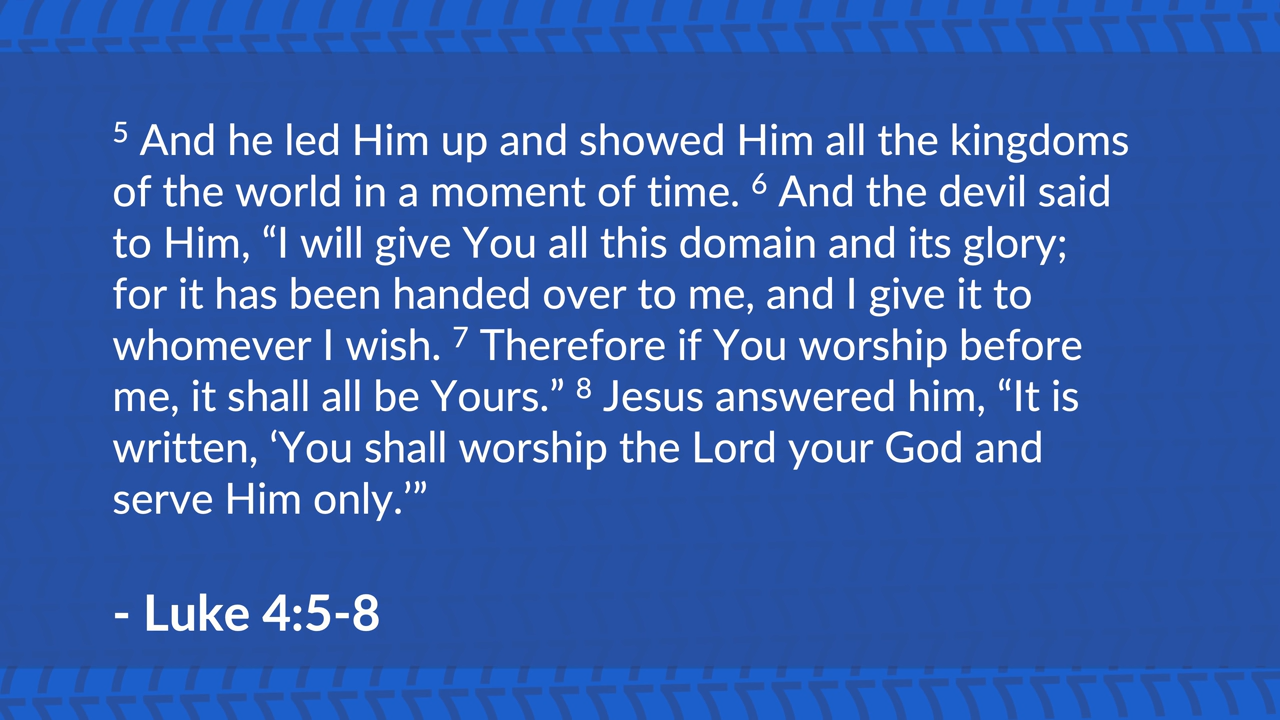 5 And he led Him up and showed Him all the kingdoms
of the world in a moment of time. 6 And the devil said
to Him, “I will give You all this domain and its glory;
for it has been handed over to me, and I give it to
whomever I wish. 7 Therefore if You worship before
me, it shall all be Yours.” 8 Jesus answered him, “It is
written, ‘You shall worship the Lord your God and
serve Him only.’”
- Luke 4:5-8